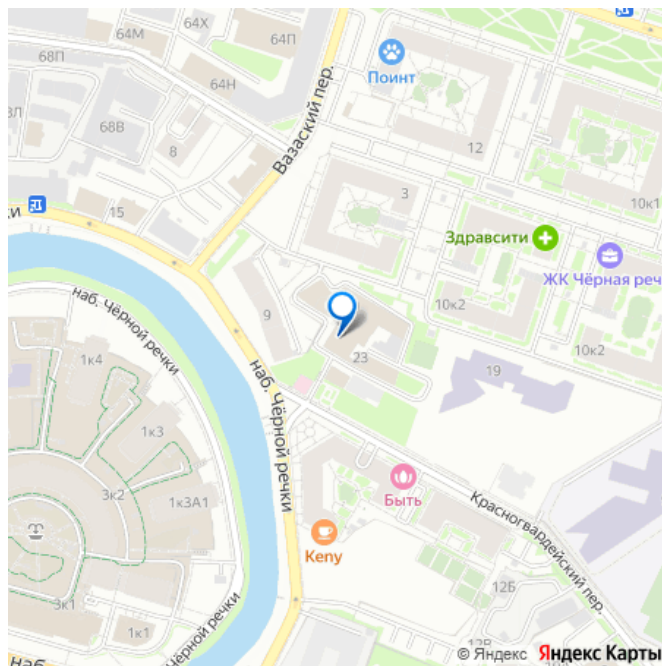 64М
64Х
64П
68П
64Н
Вазаский пер.
Поинт
68В
8
12
3
10к1
15
Здравсити
ЖК Чёрная реч
наб. Чёрной речки
9
10к2
23
10к2
19
1к4
наб. Чёрной речки
1к3
3к2
1к3А1
Быть
Красногвардейский пер.
Keny
12Б
3к1
1к1
Чёрной речки
наб.
12В
© Яндекс Яндекс Карты